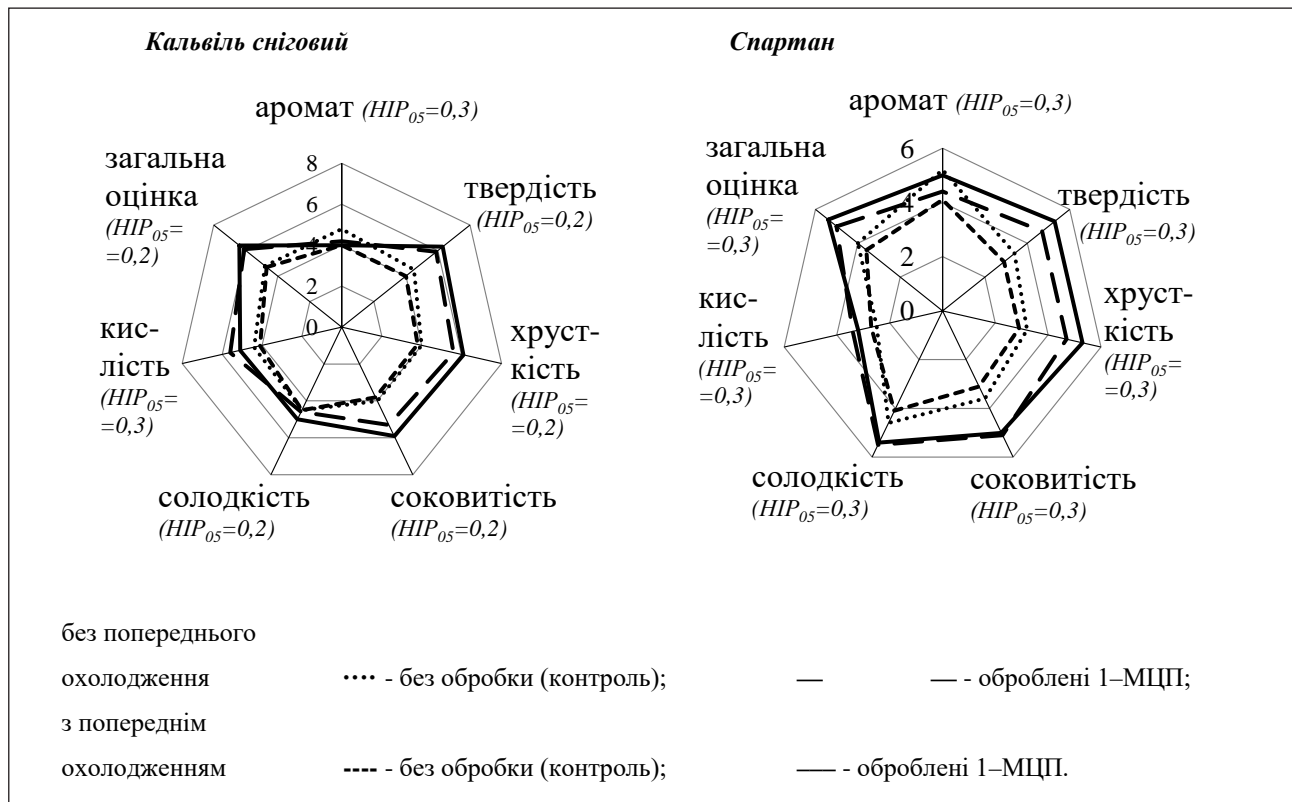 Кальвіль сніговий
Спартан
аромат (НІР05=0,3)
8
6
4
2
0
загальна
оцінка
(НІР05=
=0,2)
твердість
(НІР05=0,2)
кис-
лість
(НІР05=
=0,3)
хруст-
кість
(НІР05=
=0,2)
солодкість
(НІР05=0,2)
соковитість
(НІР05=0,2)
аромат (НІР05=0,3)
6
4
2
0
загальна
оцінка
(НІР05=
=0,3)
твердість
(НІР05=0,3)
кис-
лість
(НІР05=
=0,3)
хруст-
кість
(НІР05=
=0,3)
солодкість
(НІР05=0,3)
соковитість
(НІР05=0,3)
без попереднього
охолодження - без обробки (контроль); - оброблені 1–МЦП;
з попереднім
охолодженням - без обробки (контроль); - оброблені 1–МЦП.